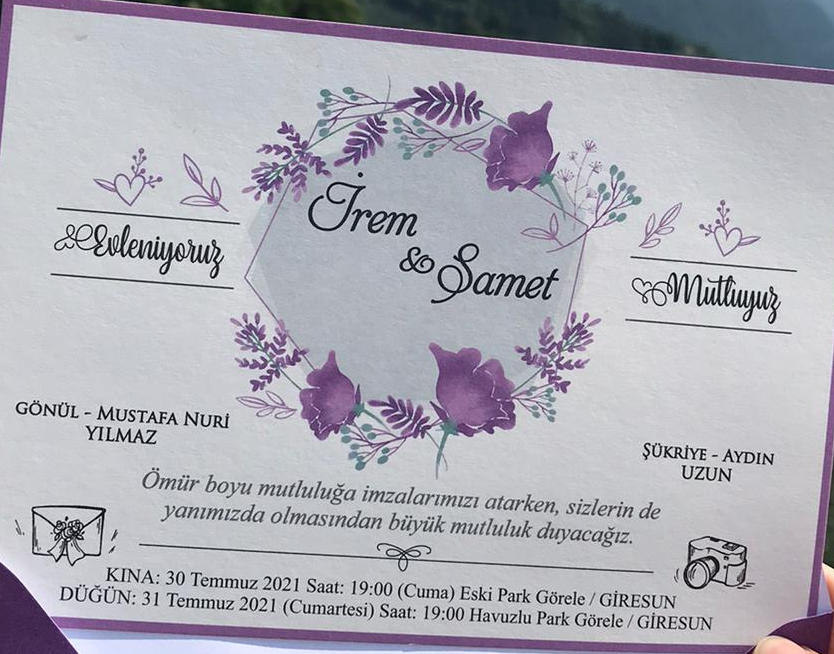 İrem
& Şamet
Evleniyoruz
Mutluyuz
GÖNÜL - MUSTAFA NURİ
YILMAZ
ŞÜKRİYE - AYDIN
UZUN
Ömür boyu mutluluğa imzalarımızı atarken, sizlerin de
yanımızda olmasından büyük mutluluk duyacağız.
KINA: 30 Temmuz 2021 Saat: 19:00 (Cuma) Eski Park Görele / GİRESUN
DÜĞÜN: 31 Temmuz 2021 (Cumartesi) Saat: 19:00 Havuzlu Park Görele / GİRESUN